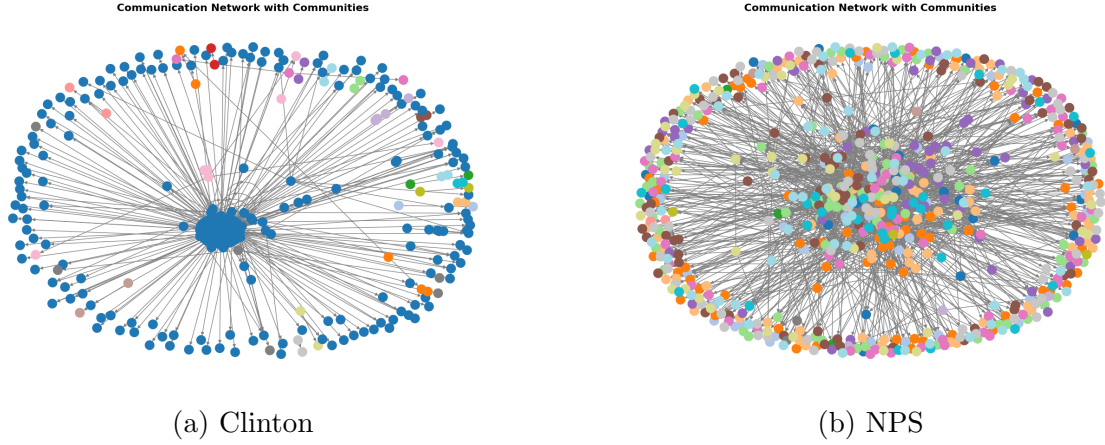 Communication Network with Communities
Communication Network with Communities
(a) Clinton
(b) NPS